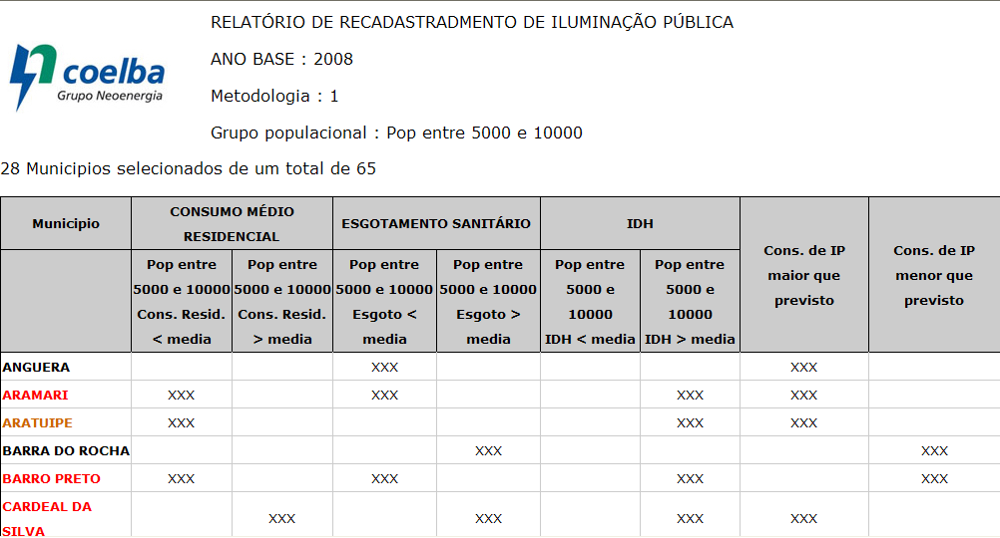 RELATÓRIO DE RECADASTRADMENTO DE ILUMINAÇÃO PÚBLICA
coelba
Grupo Neoenergia
ANO BASE : 2008
Metodologia : 1
Grupo populacional : Pop entre 5000 e 10000
28 Municipios selecionados de um total de 65
Municipio
CONSUMO MÉDIO
RESIDENCIAL
ESGOTAMENTO SANITÁRIO
IDH
Cons. de IP
maior que
previsto
Cons. de IP
menor que
previsto
Pop entre
5000 e 10000
Cons. Resid.
< media
Pop entre
5000 e 10000
Cons. Resid.
> media
Pop entre
5000 e 10000
Esgoto <
media
Pop entre
5000 e 10000
Esgoto >
media
Pop entre
5000 e
10000
IDH < media
Pop entre
5000 e
10000
IDH > media
ANGUERA XXX XXX
ARAMARI XXX XXX XXX XXX
ARATUIPE XXX XXX XXX
BARRA DO ROCHA XXX XXX
BARRO PRETO XXX XXX XXX XXX
CARDEAL DA
SILVA XXX XXX XXX XXX